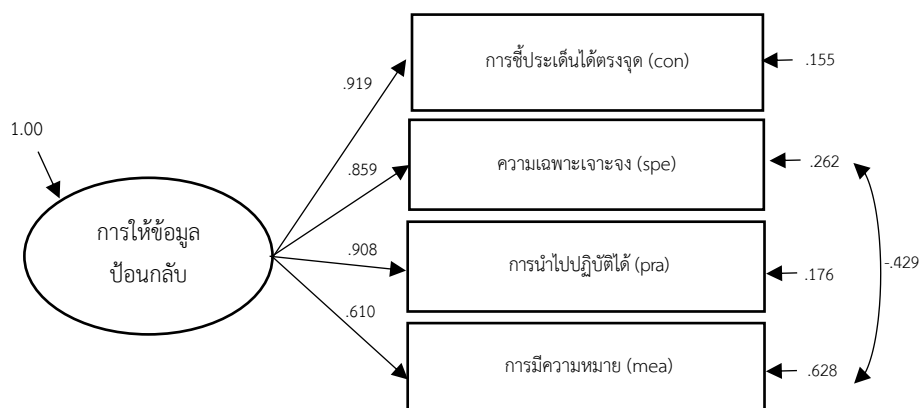 การชี้ประเด็นได้ตรงจุด (con)
.155
.919
1.00
ความเฉพาะเจาะจง (spe)
.262
.859
การให้ข้อมูล
ป้อนกลับ
.908
การนำไปปฏิบัติได้ (pra)
.176
-.429
.610
การมีความหมาย (mea)
.628